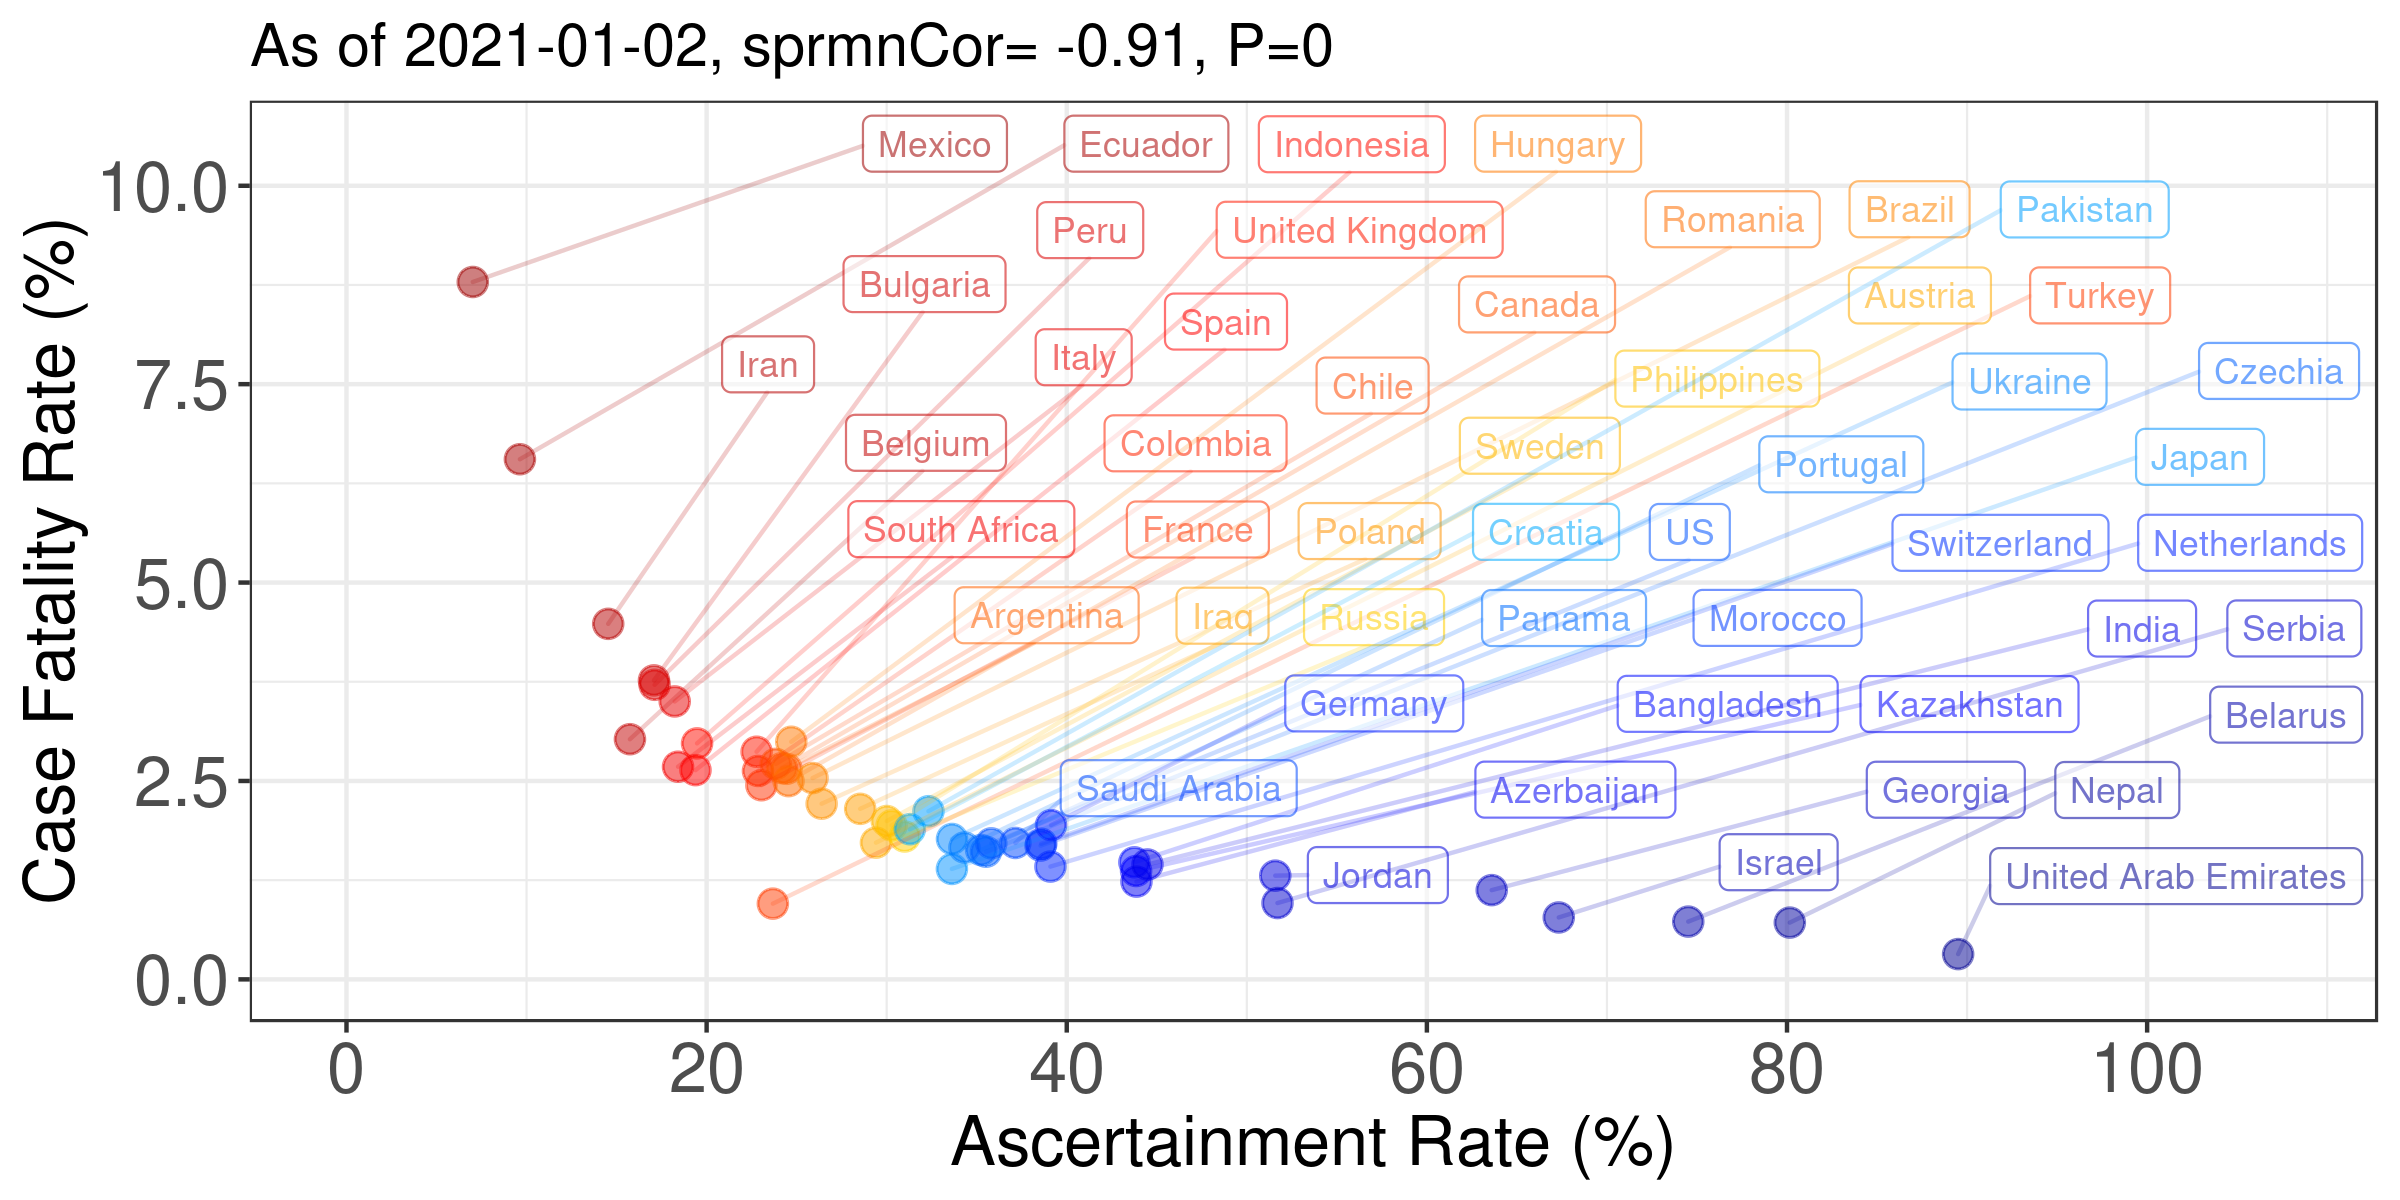 As of 2021-01-02, sprmnCor= -0.91, P=0
Case Fatality Rate (%)
10.0
7.5
5.0
2.5
0.0
Mexico
Ecuador
Indonesia
Hungary
Peru
United Kingdom
Romania
Brazil
Pakistan
Bulgaria
Spain
Canada
Austria
Turkey
Iran
Italy
Chile
Philippines
Ukraine
Czechia
Belgium
Colombia
Sweden
Portugal
Japan
South Africa
France
Poland
Croatia
US
Switzerland
Netherlands
Argentina
Iraq
Russia
Panama
Morocco
India
Serbia
Germany
Bangladesh
Kazakhstan
Belarus
Saudi Arabia
Azerbaijan
Georgia
Nepal
Jordan
Israel
United Arab Emirates
0
20
40
60
80
100
Ascertainment Rate (%)